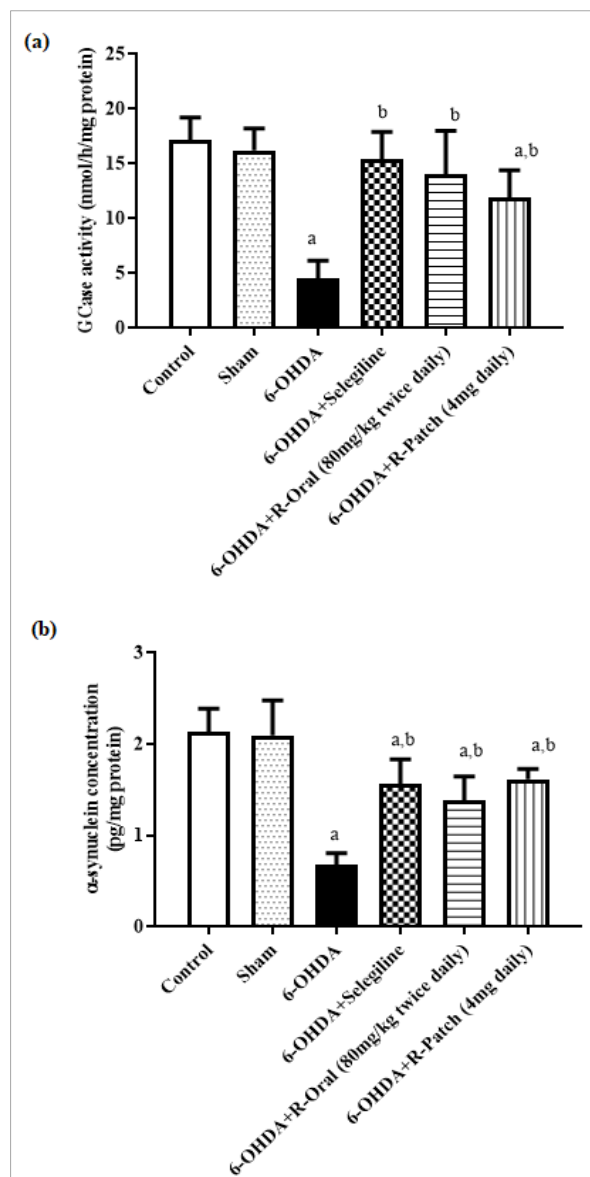 (a)
GCase activity (nmol/h/mg protein)
25
20
15
10
5
0
a
b
b
a,b
Control
Sham
6-OHDA
6-OHDA+Selegiline
6-OHDA+R-Oral (80mg/kg twice daily)
6-OHDA+R-Patch (4mg daily)
(b)
α-synuclein concentration
(pg/mg protein)
3
2
1
0
a
a,b
a,b
a,b
Control
Sham
6-OHDA
6-OHDA+Selegiline
6-OHDA+R-Oral (80mg/kg twice daily)
6-OHDA+R-Patch (4mg daily)